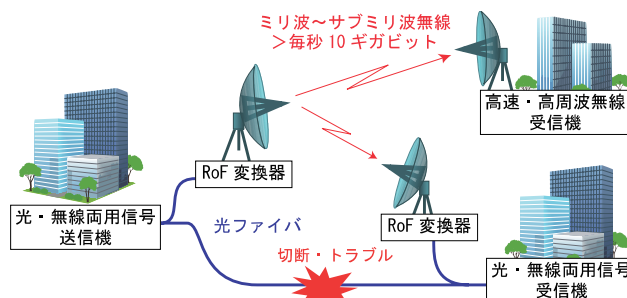 ミリ波～サブミリ波無線
＞毎秒 10 ギガビット
高速・高周波無線
受信機
RoF 変換器
光・無線両用信号
送信機
光ファイバ
RoF 変換器
切断・トラブル
光・無線両用信号
受信機